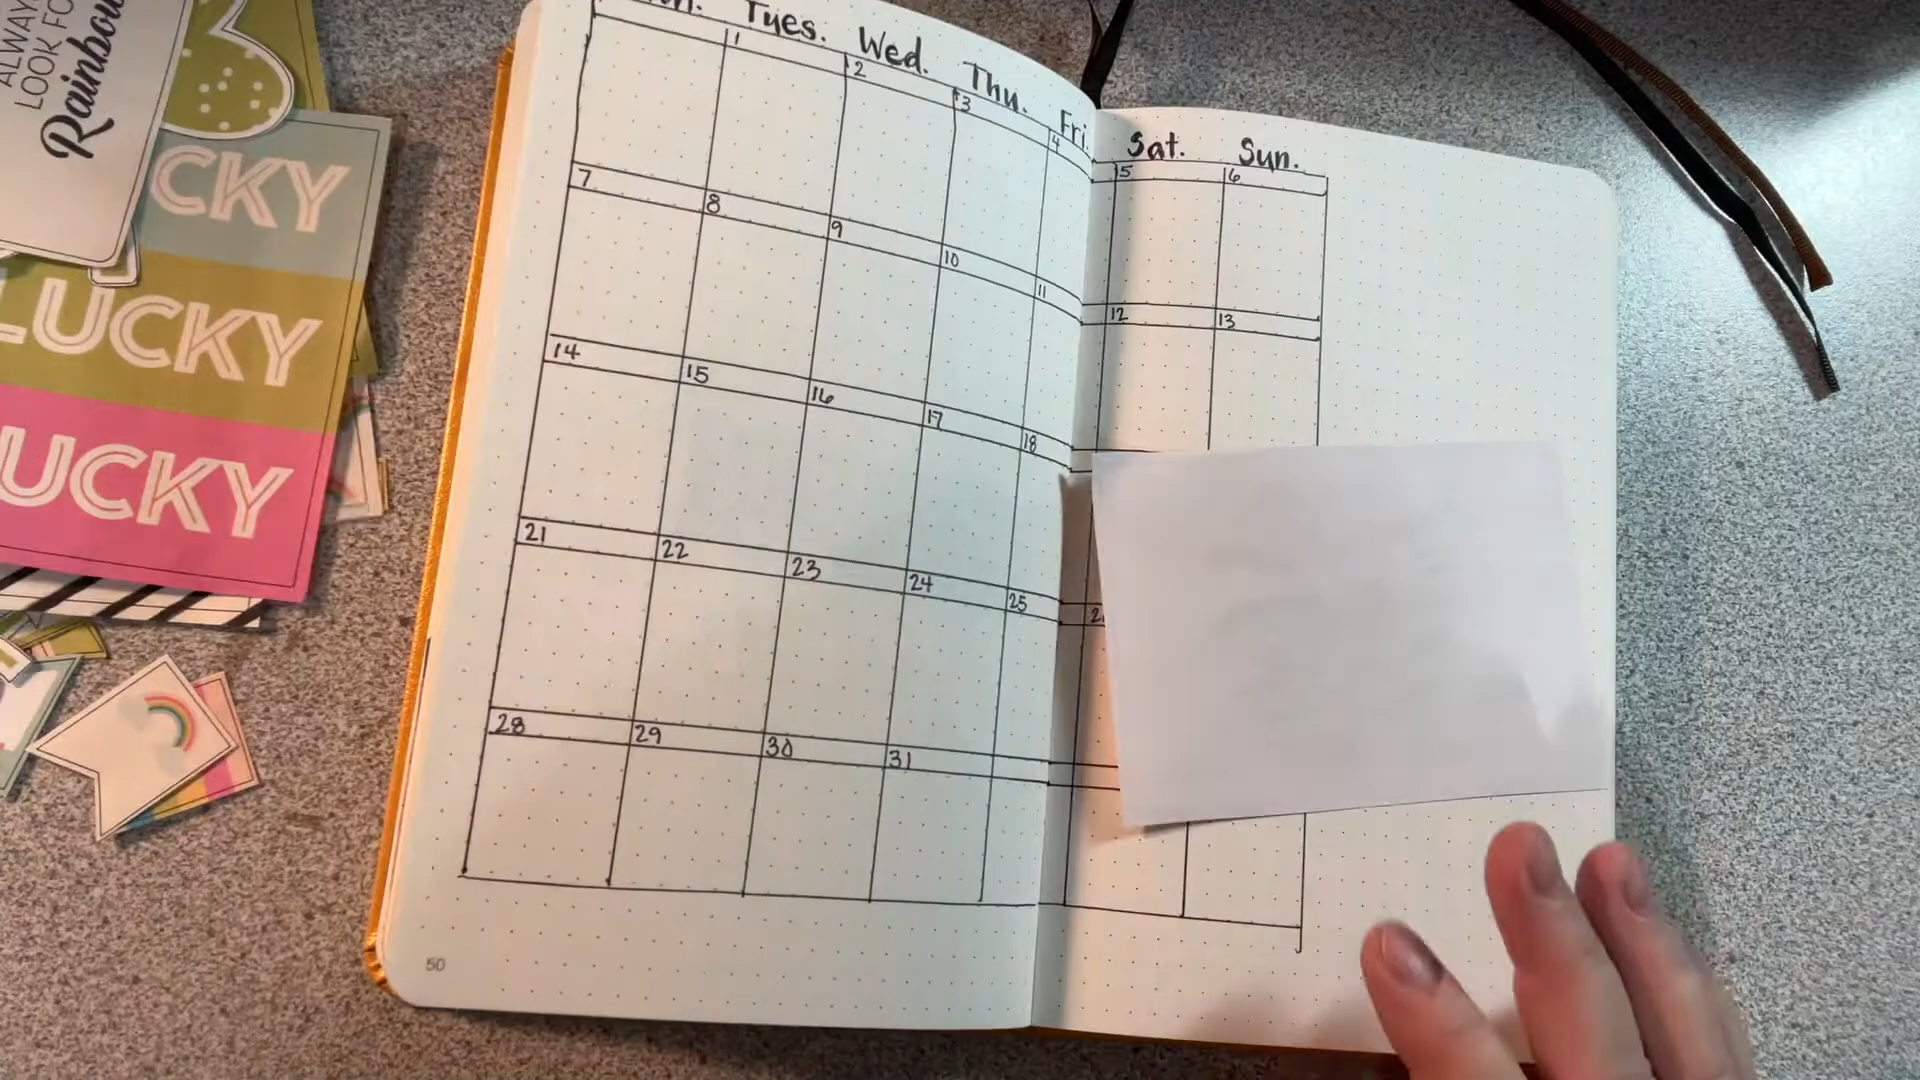 ALWAYS
LOOK FO
Rainbow
CKY
LUCKY
UCKY
Tues. Wed. Thu. Fri. Sat. Sun.
1 2 3 4 5 6
7 8 9 10 11 12 13
14 15 16 17 18
21 22 23 24 25
28 29 30 31
50